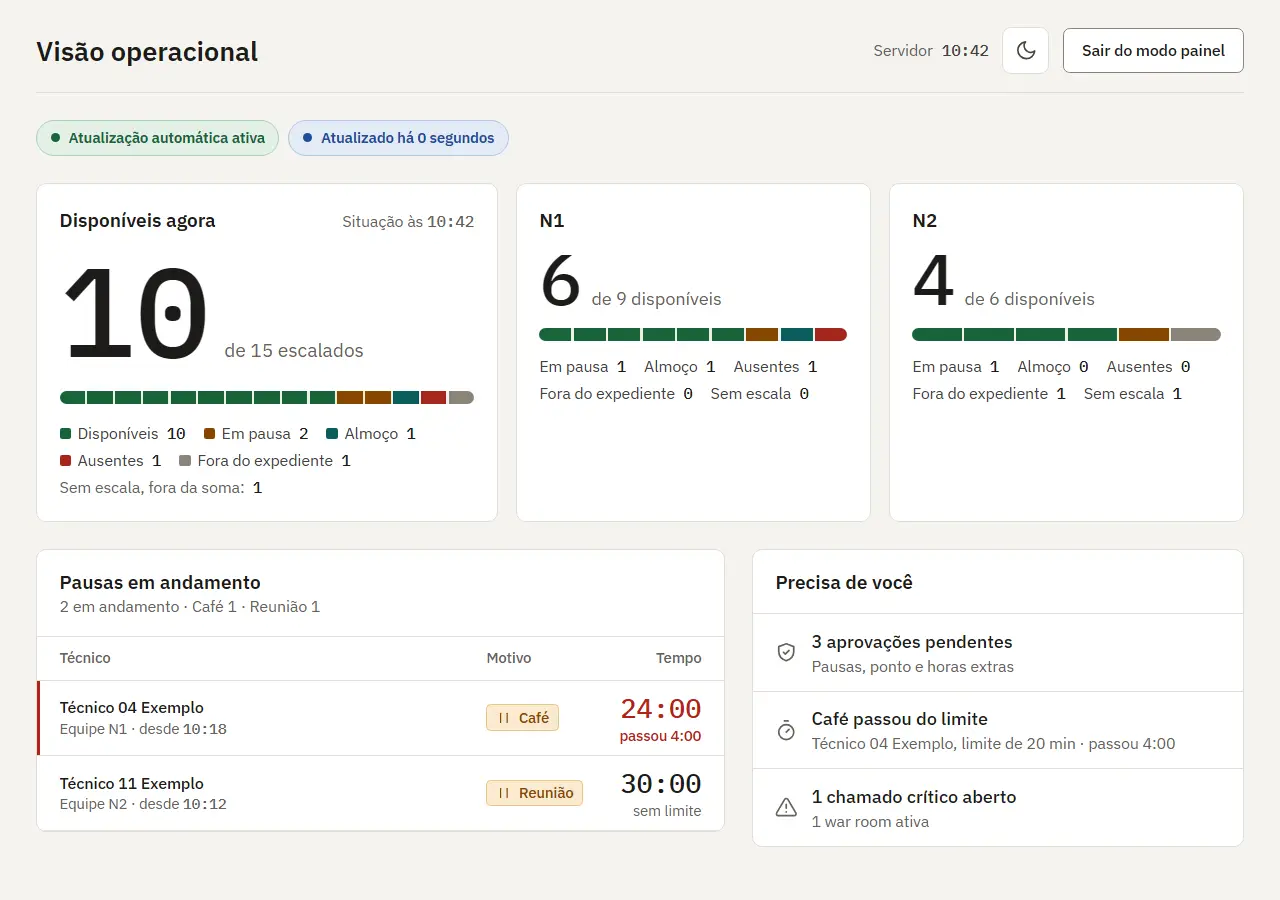 Visão operacional
Servidor 10:42
Sair do modo painel
Atualização automática ativa
Atualizado há 0 segundos
Disponíveis agora
Situação às 10:42
10 de 15 escalados
Disponíveis 10 Em pausa 2 Almoço 1
Ausentes 1 Fora do expediente 1
Sem escala, fora da soma: 1
N1
6 de 9 disponíveis
Em pausa 1 Almoço 1 Ausentes 1
Fora do expediente 0 Sem escala 0
N2
4 de 6 disponíveis
Em pausa 1 Almoço 0 Ausentes 0
Fora do expediente 1 Sem escala 1
Pausas em andamento
2 em andamento · Café 1 · Reunião 1
Técnico Motivo Tempo
Técnico 04 Exemplo
Equipe N1 · desde 10:18
Café
24:00
passou 4:00
Técnico 11 Exemplo
Equipe N2 · desde 10:12
Reunião
30:00
sem limite
Precisa de você
3 aprovações pendentes
Pausas, ponto e horas extras
Café passou do limite
Técnico 04 Exemplo, limite de 20 min · passou 4:00
1 chamado crítico aberto
1 war room ativa